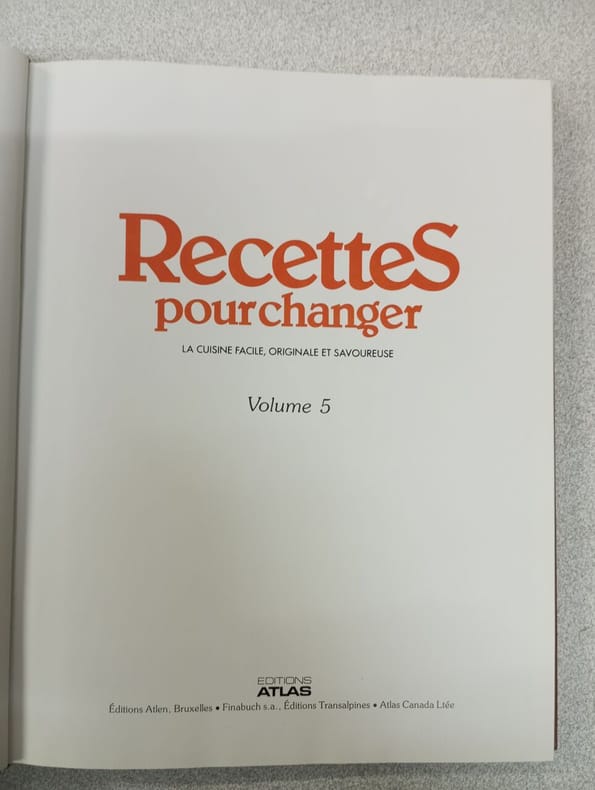 RecetteS
pour changer
LA CUISINE FACILE, ORIGINALE ET SAVOUREUSE
Volume 5
EDITIONS
ATLAS
Éditions Atlen, Bruxelles • Finabuch s.a., Éditions Transalpines • Atlas Canada Ltée